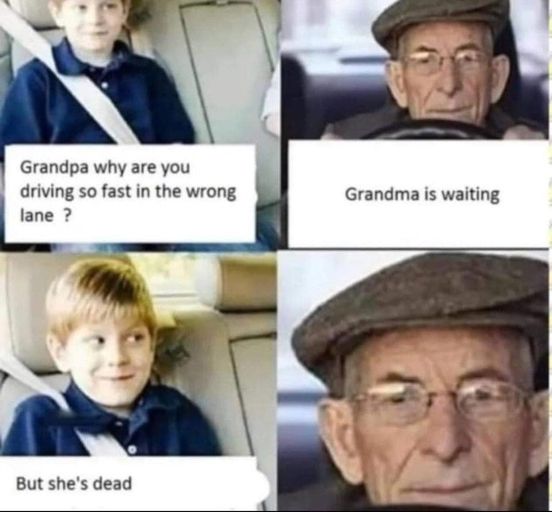 Grandpa why are you
driving so fast in the wrong
lane ?
Grandma is waiting
But she's dead